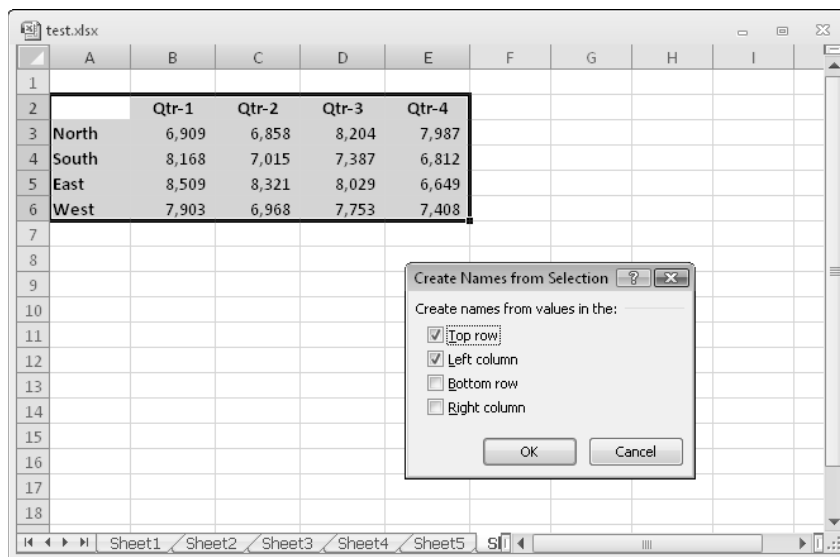 test.xlsx
A B C D E F G H I
1
2 Qtr-1 Qtr-2 Qtr-3 Qtr-4
3 North 6,909 6,858 8,204 7,987
4 South 8,168 7,015 7,387 6,812
5 East 8,509 8,321 8,029 6,649
6 West 7,903 6,968 7,753 7,408
7
8
9
10
11
12
13
14
15
16
17
18
Create Names from Selection
Create names from values in the:
Top row
Left column
Bottom row
Right column
OK Cancel
Sheet1 Sheet2 Sheet3 Sheet4 Sheet5